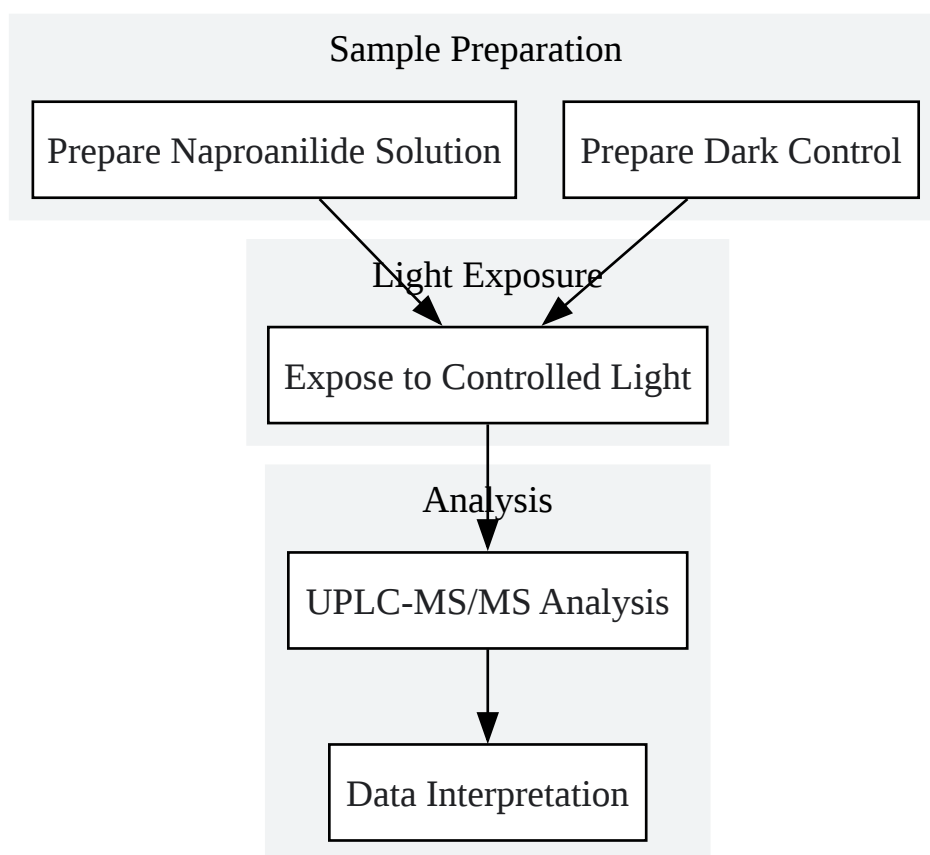 Sample Preparation
Prepare Naproanilide Solution
Prepare Dark Control
Light Exposure
Expose to Controlled Light
Analysis
UPLC-MS/MS Analysis
Data Interpretation